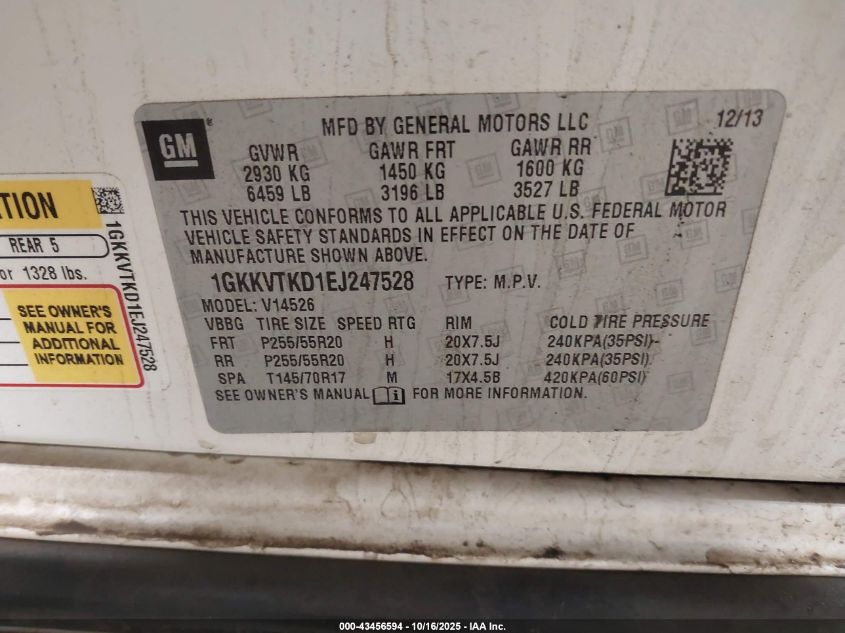 GM ®
MFD BY GENERAL MOTORS LLC 12/13
GVWR GAWR FRT GAWR RR
2930 KG 1450 KG 1600 KG
6459 LB 3196 LB 3527 LB
THIS VEHICLE CONFORMS TO ALL APPLICABLE U.S. FEDERAL MOTOR
VEHICLE SAFETY STANDARDS IN EFFECT ON THE DATE OF
MANUFACTURE SHOWN ABOVE.
1GKKVTKD1EJ247528 TYPE: M.P.V.
MODEL: V14526
VBBG TIRE SIZE SPEED RTG RIM COLD TIRE PRESSURE
FRT P255/55R20 H 20X7.5J 240KPA(35PSI)
RR P255/55R20 H 20X7.5J 240KPA(35PSI)
SPA T145/70R17 M 17X4.5B 420KPA(60PSI)
SEE OWNER'S MANUAL i FOR MORE INFORMATION.
REAR 5
or 1328 lbs.
SEE OWNER'S
MANUAL FOR
ADDITIONAL
INFORMATION
1GKKVTKD1EJ247528
000-43456594 - 10/16/2025 - IAA Inc.